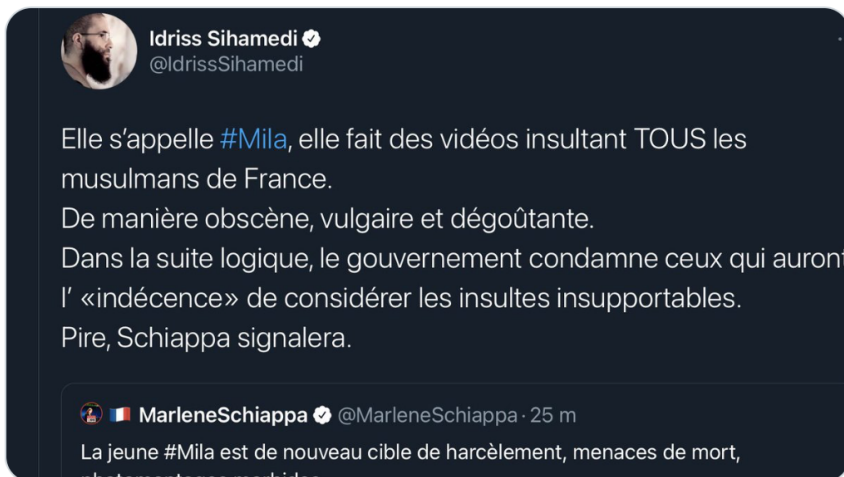 Idriss Sihamedi
@IdrissSihamedi
Elle s’appelle #Mila, elle fait des vidéos insultant TOUS les
musulmans de France.
De manière obscène, vulgaire et dégoûtante.
Dans la suite logique, le gouvernement condamne ceux qui auront
l’ «indécence» de considérer les insultes insupportables.
Pire, Schiappa signalera.
🇫🇷 MarleneSchiappa @MarleneSchiappa · 25 m
La jeune #Mila est de nouveau cible de harcèlement, menaces de mort,